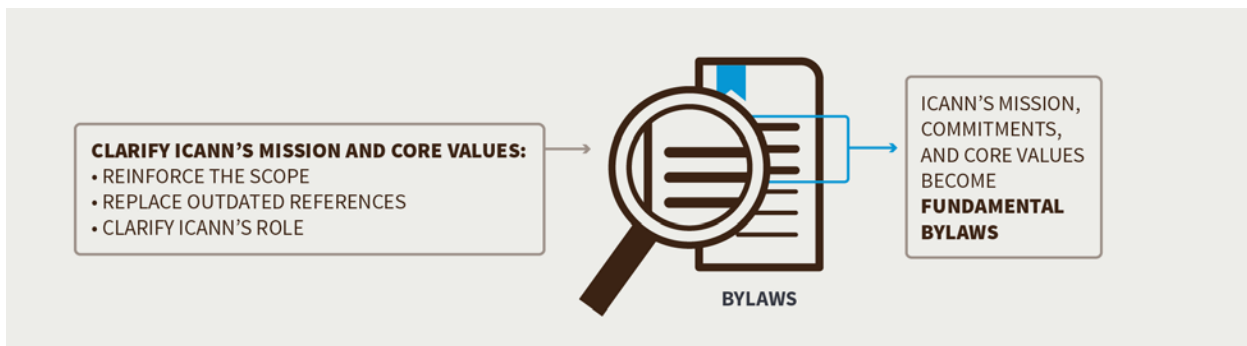 CLARIFY ICANN’S MISSION AND CORE VALUES:
• REINFORCE THE SCOPE
• REPLACE OUTDATED REFERENCES
• CLARIFY ICANN’S ROLE
BYLAWS
ICANN’S MISSION,
COMMITMENTS,
AND CORE VALUES
BECOME
FUNDAMENTAL
BYLAWS